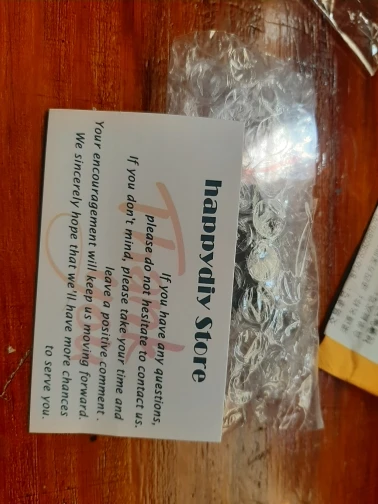 happydiy Store
If you have any questions,
please do not hesitate to contact us.
If you don't mind, please take your time and
leave a positive comment.
Your encouragement will keep us moving forward.
We sincerely hope that we'll have more chances
to serve you.
Thank